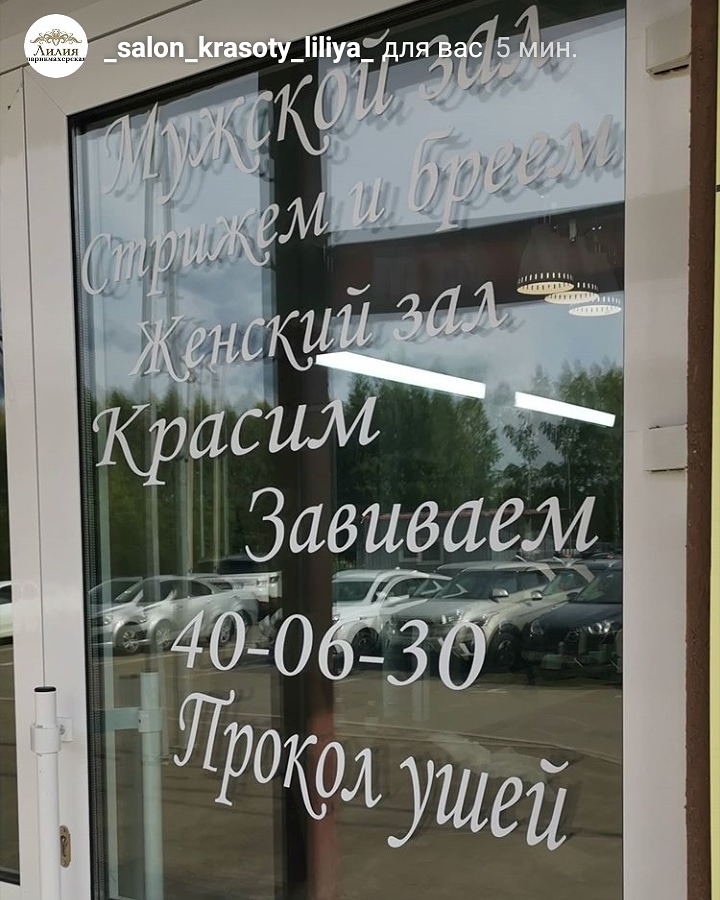 Лилия
парикмахерская
_salon_krasoty_liliya_ для вас 5 мин.
Мужской зал
Стрижем и бреем
Женский зал
Красим
Завиваем
40-06-30
Прокол ушей